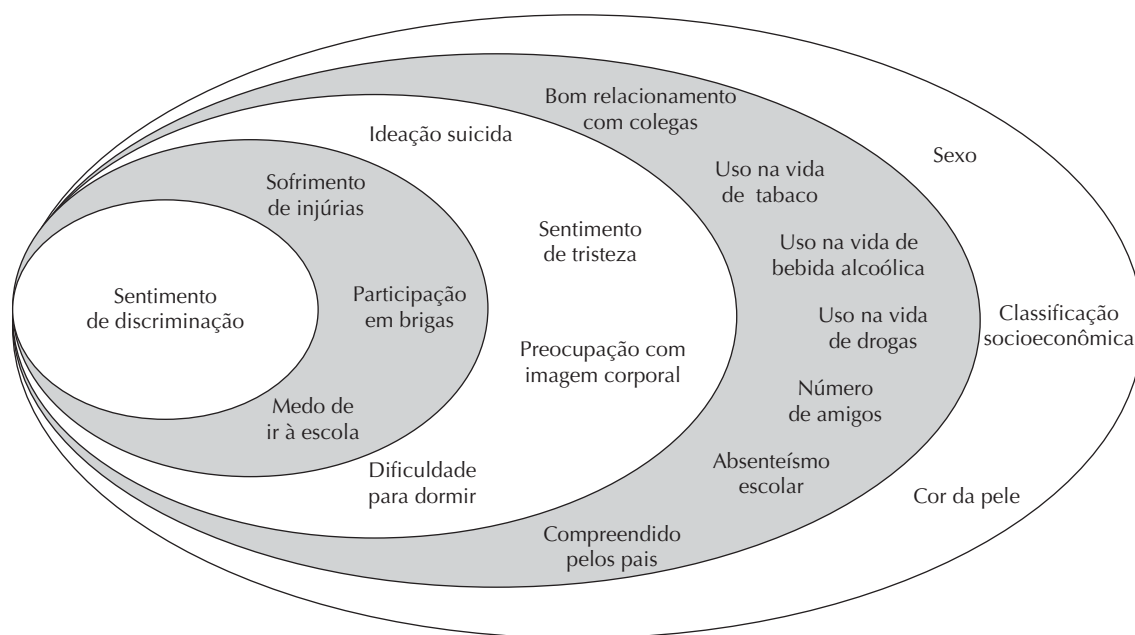 Bom relacionamento
com colegas
Ideação suicida
Sexo
Uso na vida
de tabaco
Sofrimento
de injúrias
Sentimento
de tristeza
Uso na vida de
bebida alcoólica
Sentimento
de discriminação
Participação
em brigas
Uso na vida
de drogas
Classificação
socioeconômica
Preocupação com
imagem corporal
Número
de amigos
Medo de
ir à escola
Absenteísmo
escolar
Dificuldade
para dormir
Cor da pele
Compreendido
pelos pais